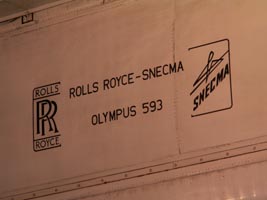 ROLLS
RR
ROYCE
ROLLS ROYCE-SNECMA
OLYMPUS 593
SNECMA